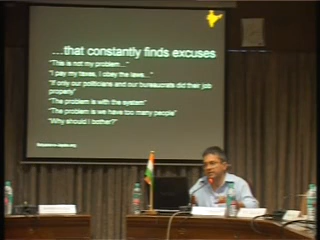 ...that constantly finds excuses
"This is not my problem..."
"I pay my taxes, I obey the laws..."
"If only our politicians and our bureaucrats did their job
properly"
"The problem is with the system"
"The problem is we have too many people"
"Why should I bother?"